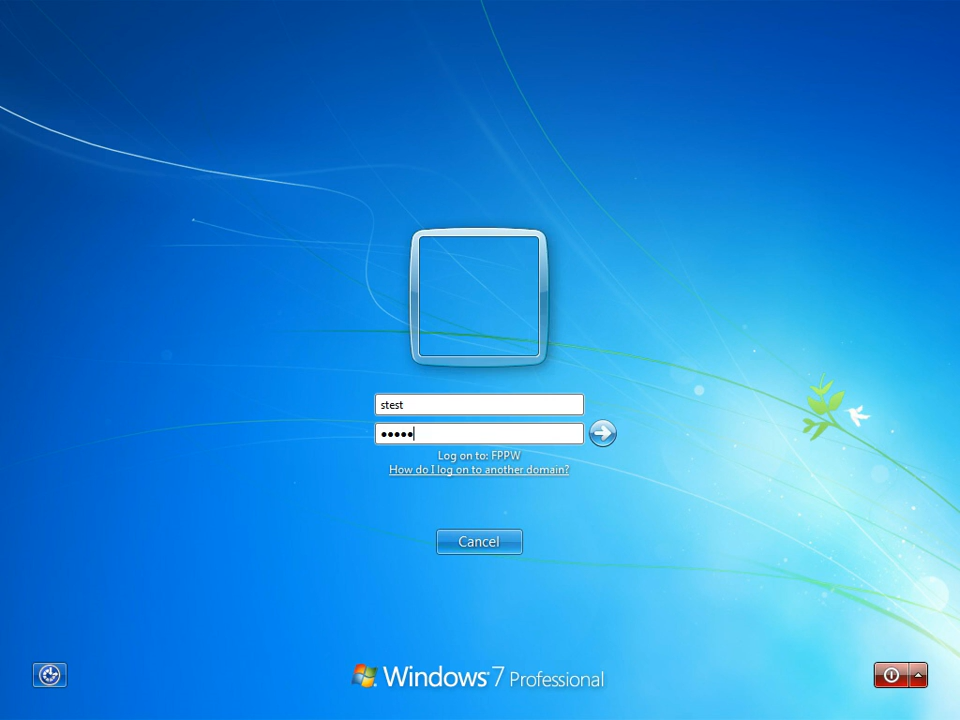 stest
•••••
Log on to: FPPW
How do I log on to another domain?
Cancel
Windows 7 Professional